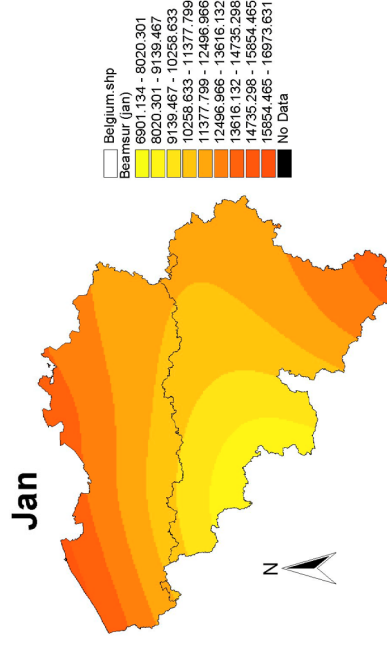 Jan
N
Belgium.shp
Beamsur (jan)
6901.134 - 8020.301
8020.301 - 9139.467
9139.467 - 10258.633
10258.633 - 11377.799
11377.799 - 12496.966
12496.966 - 13616.132
13616.132 - 14735.298
14735.298 - 15854.465
15854.465 - 16973.631
No Data